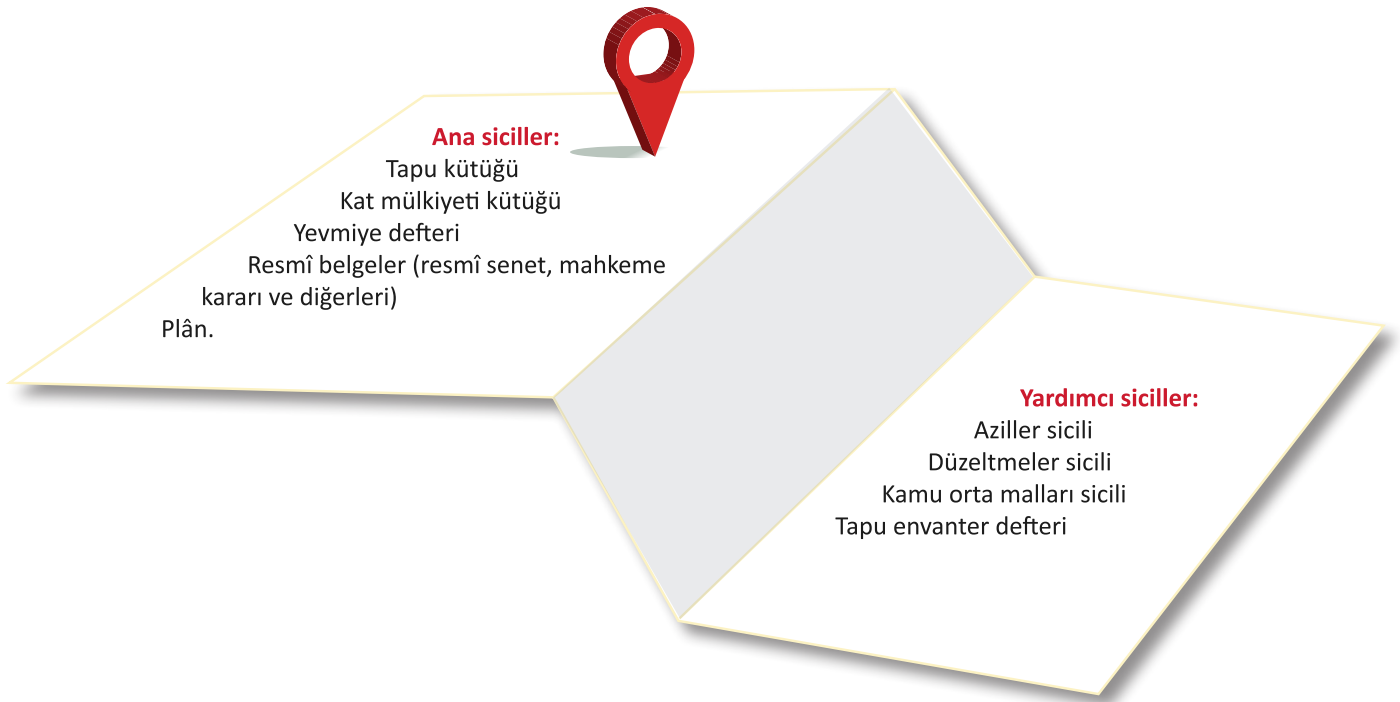 Ana siciller:
Tapu kütüğü
Kat mülkiyeti kütüğü
Yevmiye defteri
Resmî belgeler (resmî senet, mahkeme
kararı ve diğerleri)
Plân.
Yardımcı siciller:
Aziller sicili
Düzeltmeler sicili
Kamu orta malları sicili
Tapu envanter defteri